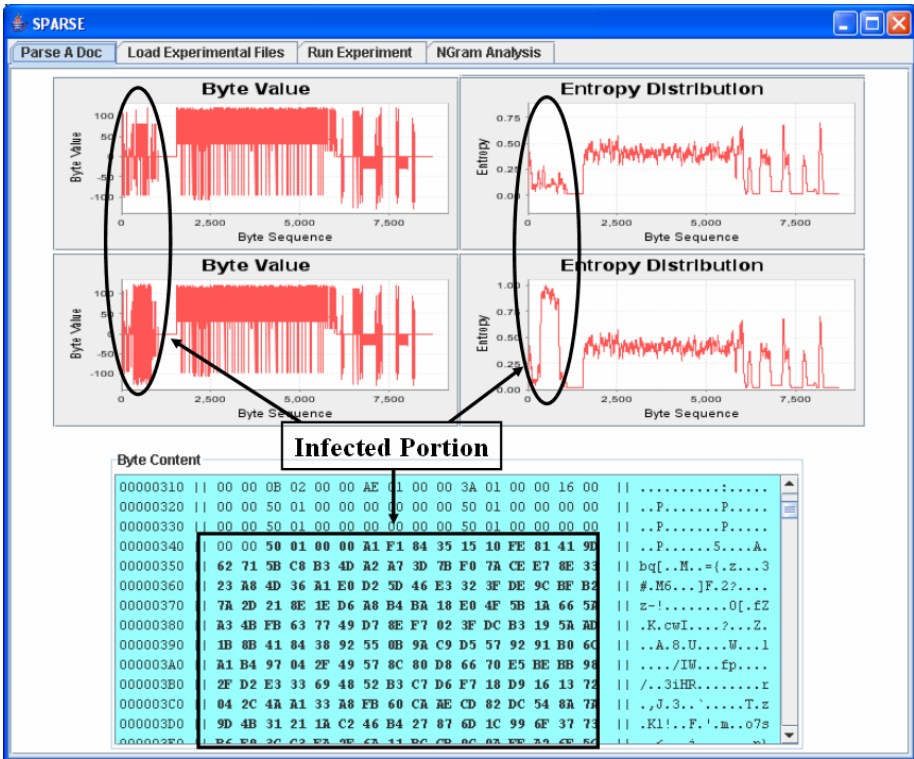 SPARSE
Parse A Doc Load Experimental Files Run Experiment NGram Analysis
Byte Value
Byte Value
100
50
0
-50
-100
0 2,500 5,000 7,500
Byte Sequence
Entropy Distribution
Entropy
0.75
0.50
0.25
0.00
0 2,500 5,000 7,500
Byte Sequence
Byte Value
Byte Value
100
50
0
-50
-100
0 2,500 5,000 7,500
Byte Sequence
Entropy Distribution
Entropy
1.00
0.75
0.50
0.25
0.00
0 2,500 5,000 7,500
Byte Sequence
Infected Portion
Byte Content
00000310 || 00 00 0B 02 00 00 AE 01 00 00 3A 01 00 00 16 00 || ..........:.....
00000320 || 00 00 50 01 00 00 00 00 00 00 50 01 00 00 00 00 || ..P.......P.....
00000330 || 00 00 50 01 00 00 00 00 00 00 50 01 00 00 00 00 || ..P.......P.....
00000340 || 00 00 50 01 00 00 A1 F1 84 35 15 10 FE 81 41 9D || ..P......5....A.
00000350 || 62 71 5B C8 B3 4D A2 A7 3D 7B F0 7A CE E7 8E 33 || bq[..M..={.z...3
00000360 || 23 A8 4D 36 A1 E0 D2 5D 46 E3 32 3F DE 9C BF B2 || #.M6...]F.2?....
00000370 || 7A 2D 21 8E 1E D6 A8 B4 BA 18 E0 4F 5B 1A 66 5A || z-!........O[.fZ
00000380 || A3 4B FB 63 77 49 D7 8E F7 02 3F DC B3 19 5A AD || .K.cwI....?...Z.
00000390 || 1B 8B 41 84 38 92 55 0B 9A C9 D5 57 92 91 B0 6C || ..A.8.U....W...l
000003A0 || A1 B4 97 04 2F 49 57 8C 80 D8 66 70 E5 BE BB 98 || ..../IW...fp....
000003B0 || 2F D2 E3 33 69 48 52 B3 C7 D6 F7 18 D9 16 13 72 || /..3iHR........r
000003C0 || 04 2C 4A A1 33 A8 FB 60 CA AE CD 82 DC 54 8A 7A || .,J.3..`.....T.z
000003D0 || 9D 4B 31 21 1A C2 46 B4 27 87 6D 1C 99 6F 37 73 || .K1!..F.'.m..o7s